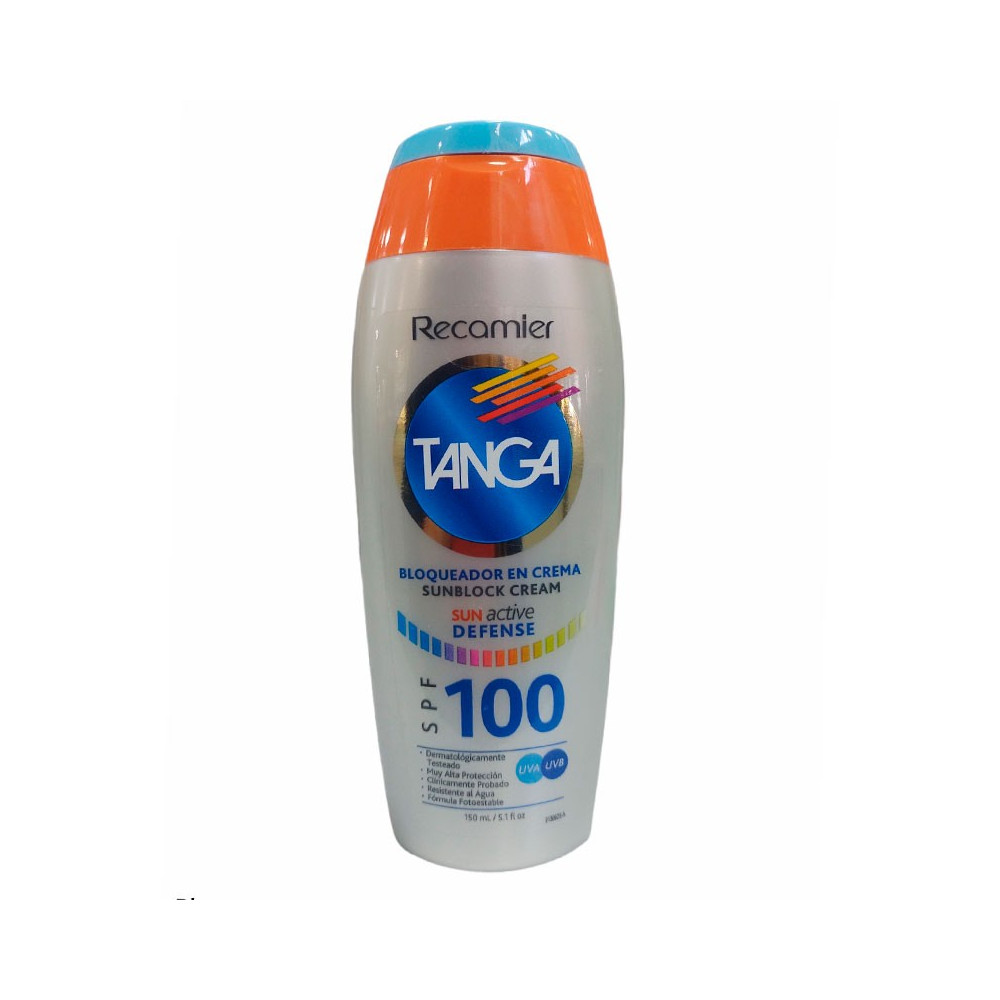 Recamier
TANGA
BLOQUEADOR EN CREMA
SUNBLOCK CREAM
SUN active
DEFENSE
SPF 100
• Dermatológicamente
Testeado
• Muy Alta Protección
• Clínicamente Probado
• Resistente al Agua
• Fórmula Fotoestable
UVA UVB
150 mL / 5.1 fl oz